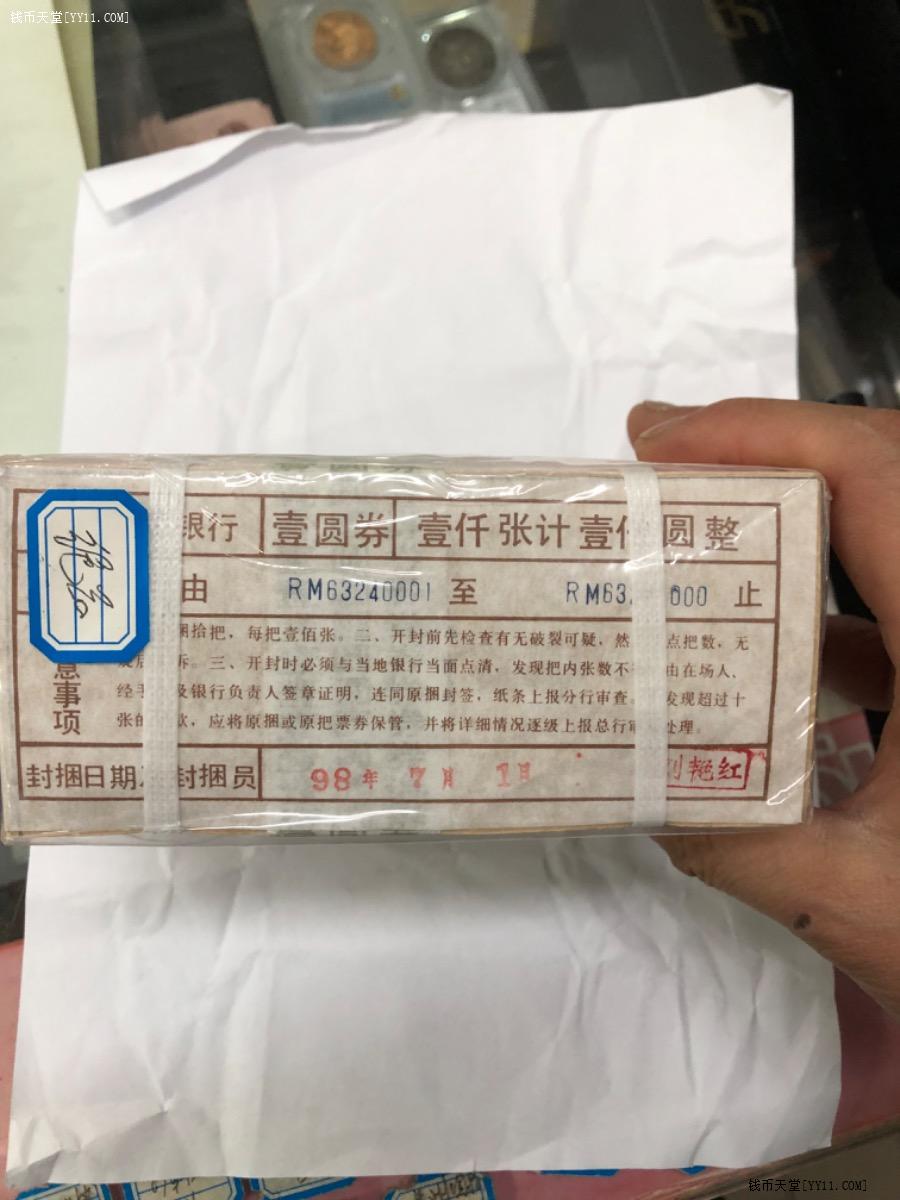 钱币天堂[YY11.COM]
银行 壹圆券 壹仟张计壹仟圆整
由 RM63240001 至 RM63 000 止
捆拾把，每把壹佰张。二、开封前先检查有无破裂可疑，然 点把数，无
诉。三、开封时必须与当地银行当面点清，发现把内张数不 由在场人、
经手 及银行负责人签章证明，连同原捆封签，纸条上报分行审查。 发现超过十
张的 款，应将原捆或原把票券保管，并将详细情况逐级上报总行 处理。
意事项
封捆日期 封捆员 98年 7月 1日 艳红
钱币天堂[YY11.COM]